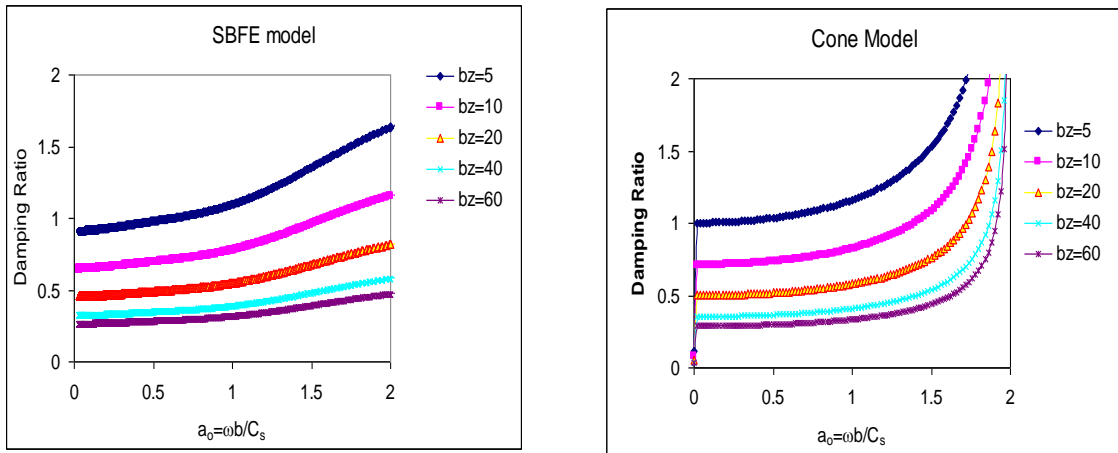 SBFE model
2
1.5
1
0.5
0
Damping Ratio
0 0.5 1 1.5 2
aₒ=ωb/Cₛ
bz=5
bz=10
bz=20
bz=40
bz=60
Cone Model
2
1.5
1
0.5
0
Damping Ratio
0 0.5 1 1.5 2
aₒ=ωb/Cₛ
bz=5
bz=10
bz=20
bz=40
bz=60